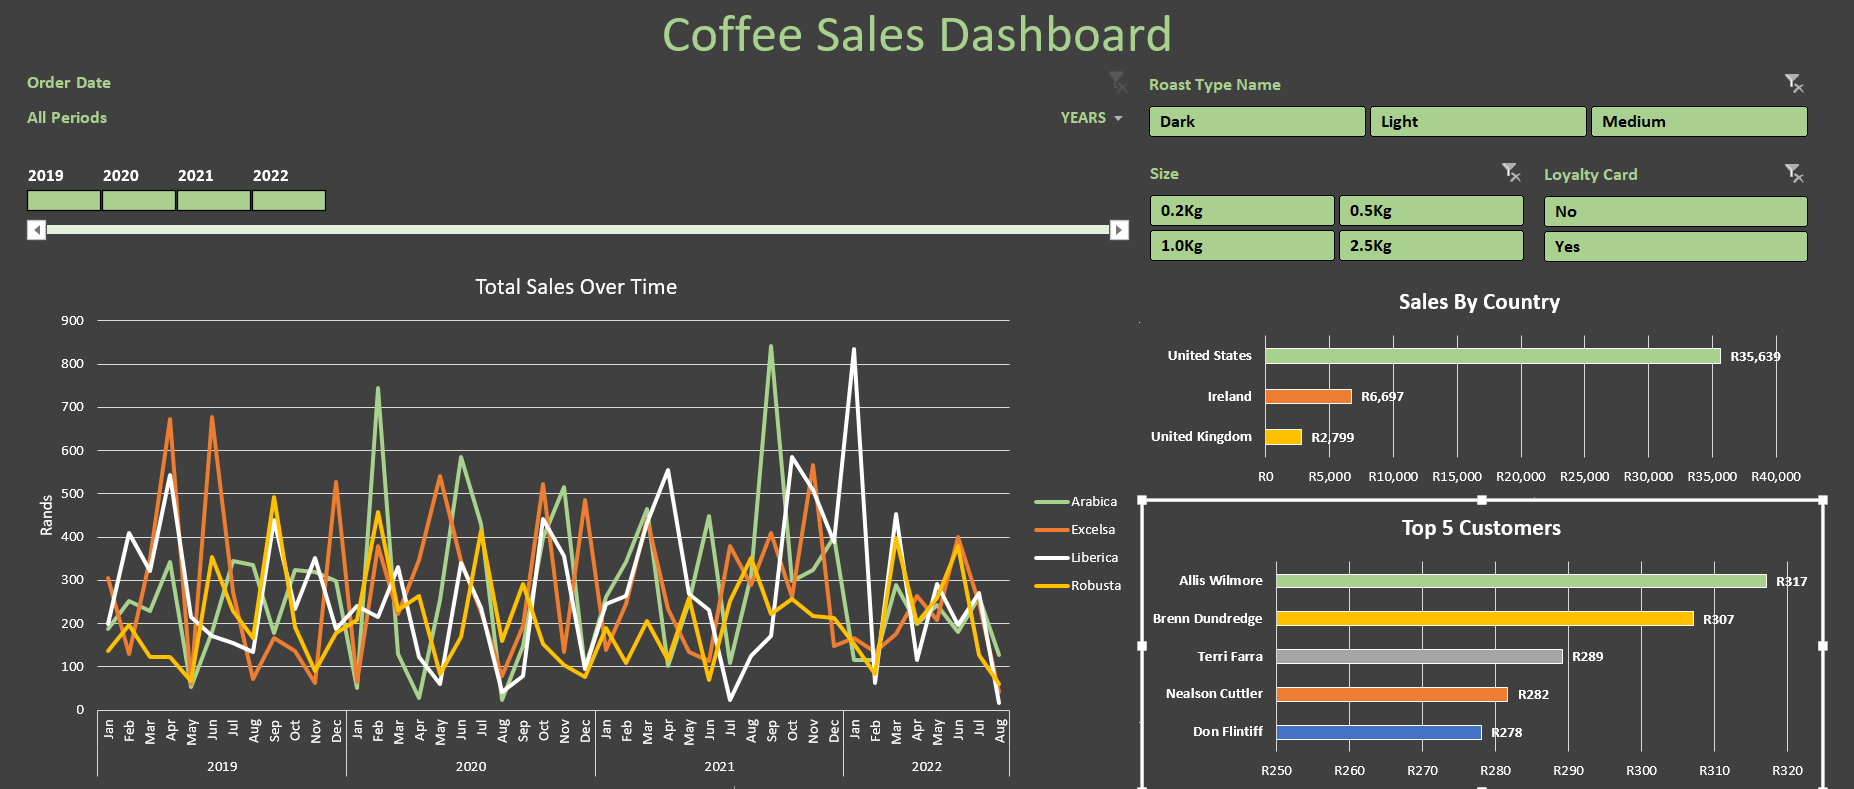 Coffee Sales Dashboard
Order Date
All Periods
YEARS
2019 2020 2021 2022
Roast Type Name
Dark Light Medium
Size
0.2Kg 0.5Kg
1.0Kg 2.5Kg
Loyalty Card
No
Yes
Total Sales Over Time
900
800
700
600
500
400
300
200
100
0
Rands
Jan Feb Mar Apr May Jun Jul Aug Sep Oct Nov Dec Jan Feb Mar Apr May Jun Jul Aug Sep Oct Nov Dec Jan Feb Mar Apr May Jun Jul Aug Sep Oct Nov Dec Jan Feb Mar Apr May Jun Jul Aug
2019 2020 2021 2022
Arabica
Excelsa
Liberica
Robusta
Sales By Country
United States R35,639
Ireland R6,697
United Kingdom R2,799
R0 R5,000 R10,000 R15,000 R20,000 R25,000 R30,000 R35,000 R40,000
Top 5 Customers
Allis Wilmore R317
Brenn Dundredge R307
Terri Farra R289
Nealson Cuttler R282
Don Flintiff R278
R250 R260 R270 R280 R290 R300 R310 R320